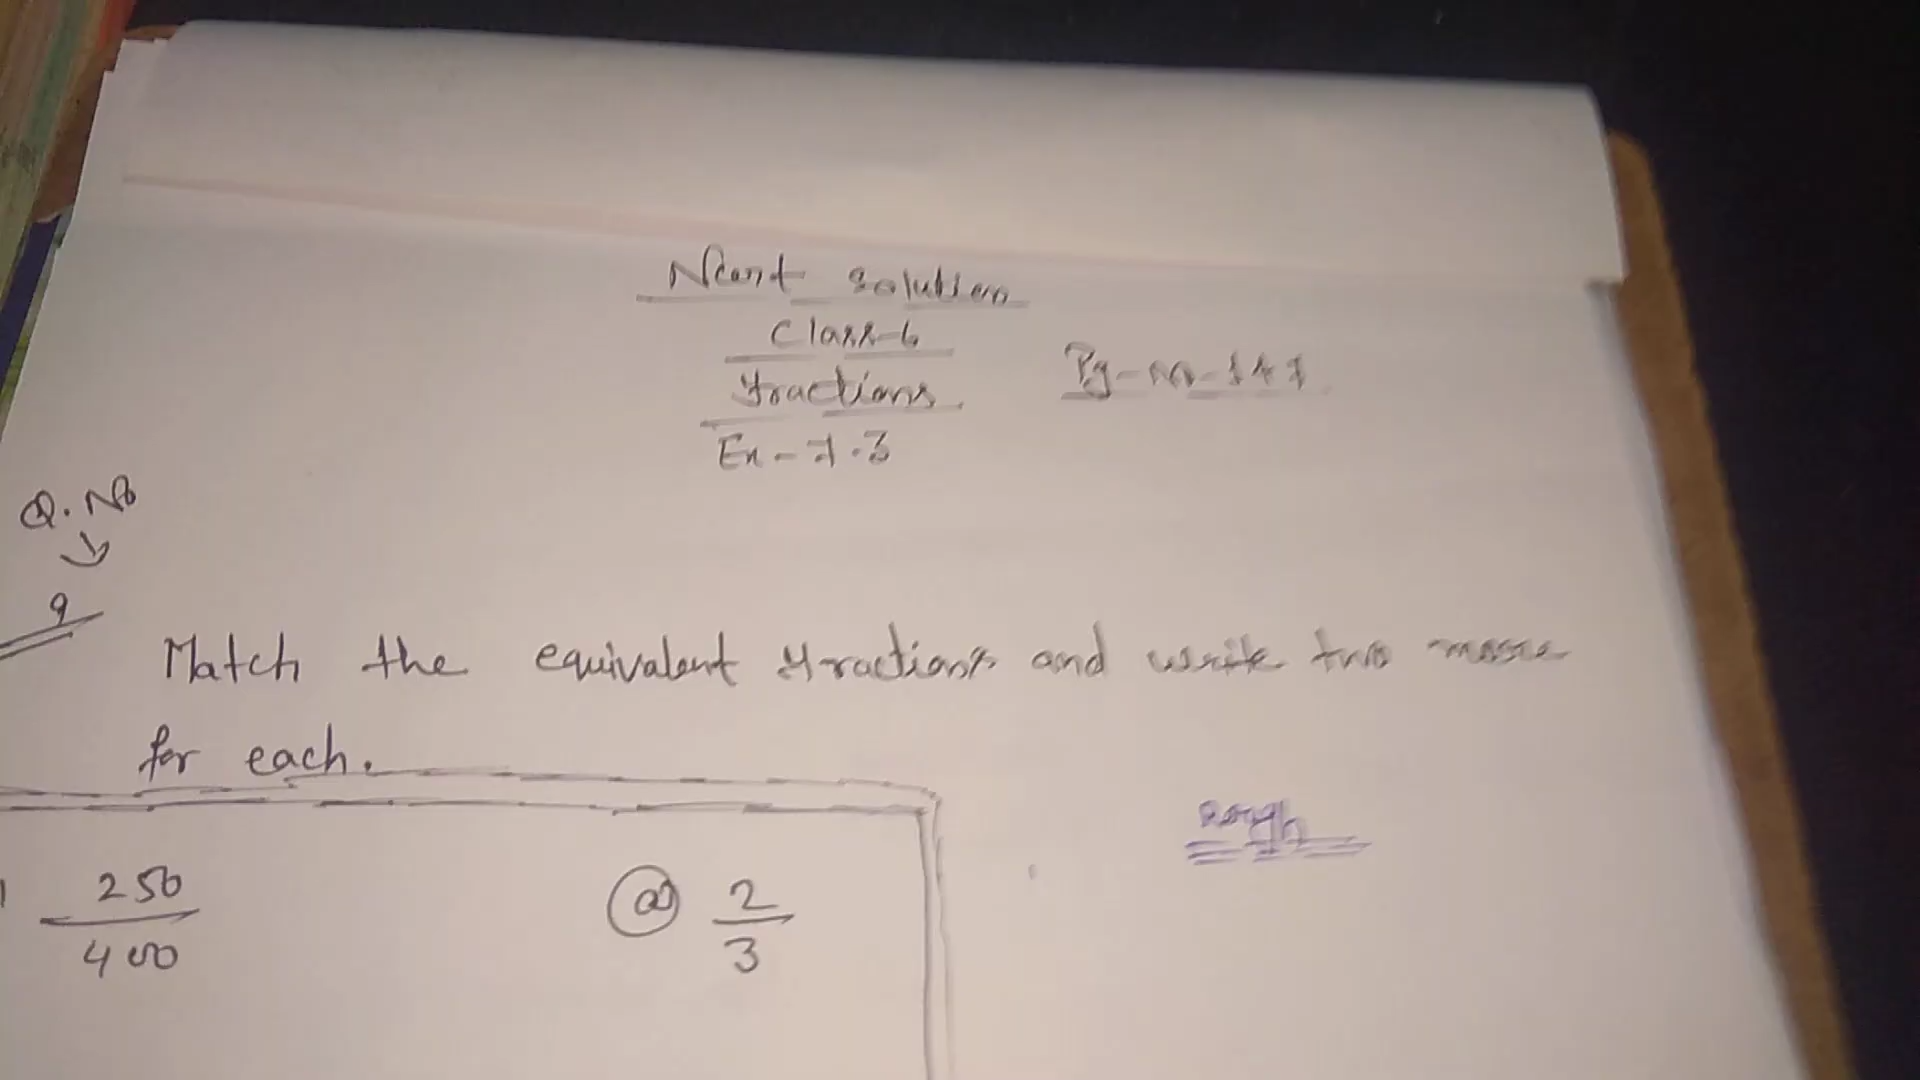 Ncert solution
Class-6
fractions.
Pg-no-141
Ex-7.3
Q. No
9
Match the equivalent fractions and write two more
for each.
Rough
250
400
(a) 2
3